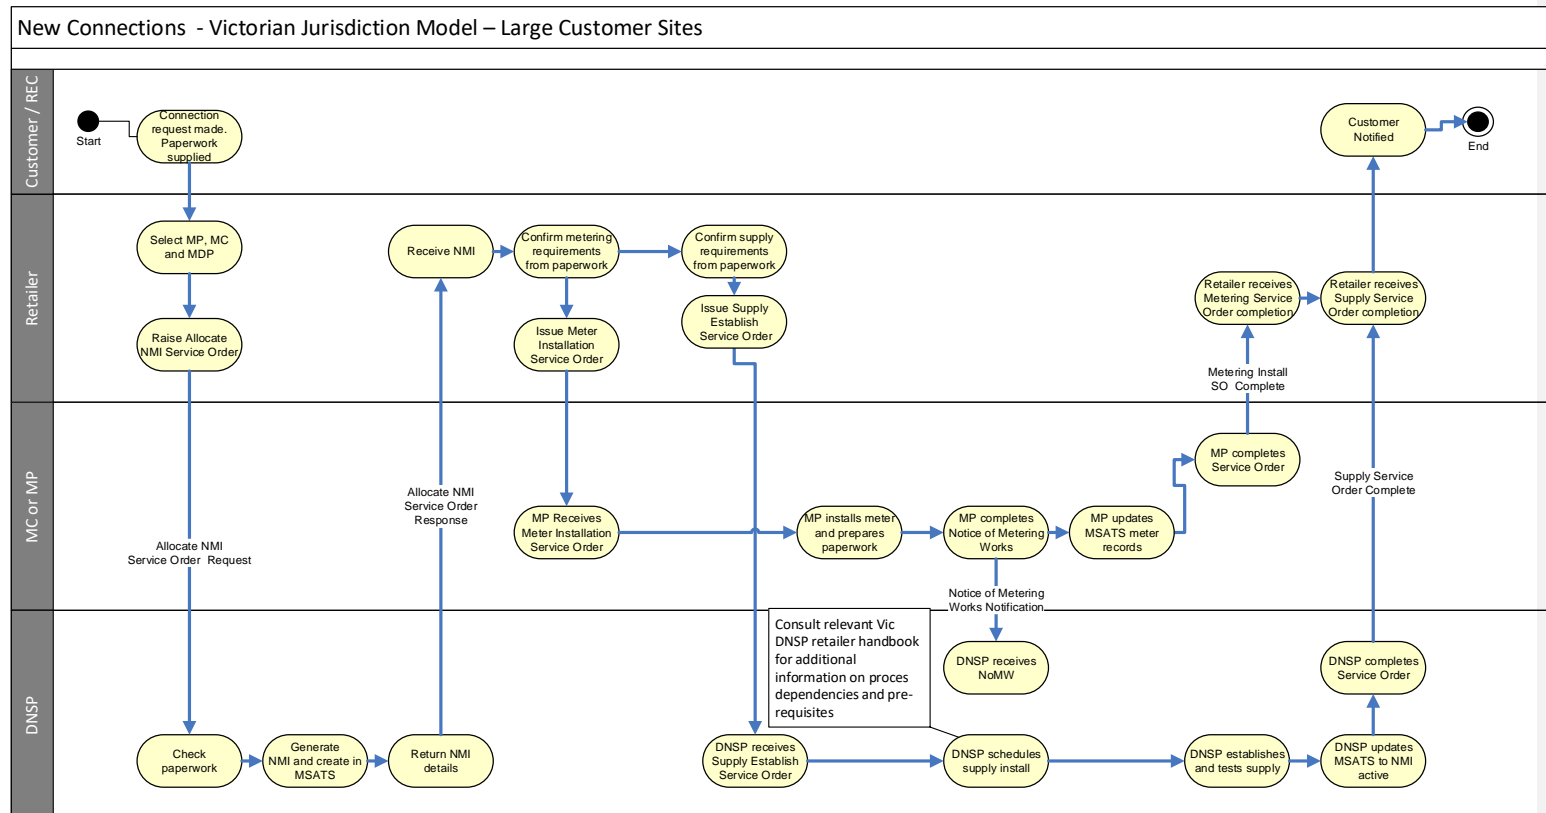 New Connections - Victorian Jurisdiction Model – Large Customer Sites
Customer / REC
Start
Connection
request made.
Paperwork
supplied
Customer
Notified
End
Retailer
Select MP, MC
and MDP
Raise Allocate
NMI Service Order
Receive NMI
Confirm metering
requirements
from paperwork
Confirm supply
requirements
from paperwork
Issue Meter
Installation
Service Order
Issue Supply
Establish
Service Order
Retailer receives
Metering Service
Order completion
Retailer receives
Supply Service
Order completion
Metering Install
SO Complete
MC or MP
Allocate NMI
Service Order Request
Allocate NMI
Service Order
Response
MP Receives
Meter Installation
Service Order
MP installs meter
and prepares
paperwork
MP completes
Notice of Metering
Works
MP updates
MSATS meter
records
MP completes
Service Order
Supply Service
Order Complete
Notice of Metering
Works Notification
DNSP
Consult relevant Vic
DNSP retailer handbook
for additional
information on proces
dependencies and pre-
requisites
DNSP receives
NoMW
DNSP completes
Service Order
Check
paperwork
Generate
NMI and create in
MSATS
Return NMI
details
DNSP receives
Supply Establish
Service Order
DNSP schedules
supply install
DNSP establishes
and tests supply
DNSP updates
MSATS to NMI
active